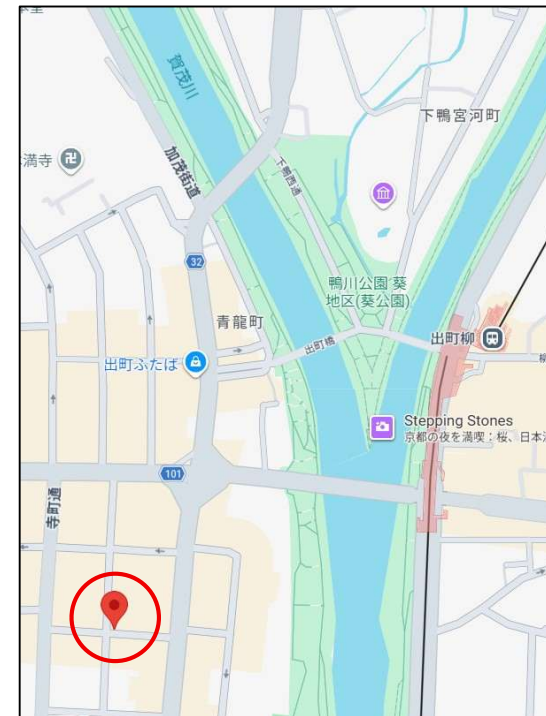 賀茂川
下鴨宮河町
満寺
加茂街道
下鴨西通
32
鴨川公園 葵
地区(葵公園)
青龍町
出町柳
出町橋
出町ふたば
Stepping Stones
京都の夜を満喫:桜、日本
101
寺町通